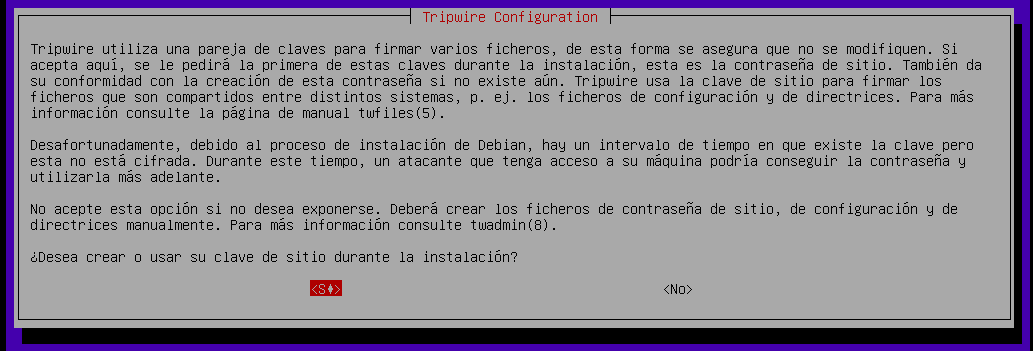 Tripwire Configuration
Tripwire utiliza una pareja de claves para firmar varios ficheros, de esta forma se asegura que no se modifiquen. Si
acepta aquí, se le pedirá la primera de estas claves durante la instalación, esta es la contraseña de sitio. También da
su conformidad con la creación de esta contraseña si no existe aún. Tripwire usa la clave de sitio para firmar los
ficheros que son compartidos entre distintos sistemas, p. ej. los ficheros de configuración y de directrices. Para más
información consulte la página de manual twfiles(5).
Desafortunadamente, debido al proceso de instalación de Debian, hay un intervalo de tiempo en que existe la clave pero
esta no está cifrada. Durante este tiempo, un atacante que tenga acceso a su máquina podría conseguir la contraseña y
utilizarla más adelante.
No acepte esta opción si no desea exponerse. Deberá crear los ficheros de contraseña de sitio, de configuración y de
directrices manualmente. Para más información consulte twadmin(8).
¿Desea crear o usar su clave de sitio durante la instalación?
<S♦> <No>